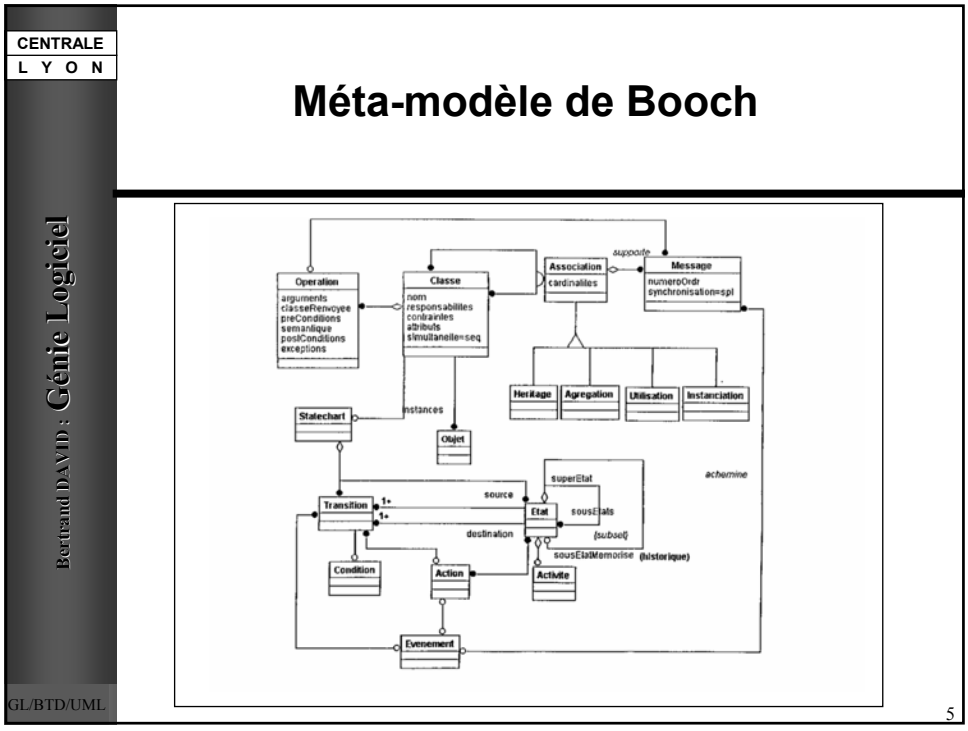 CENTRALE
L Y O N
Méta-modèle de Booch
Bertrand DAVID : Génie Logiciel
supporte
Operation
arguments
classeRenvoyee
preConditions
semantique
postConditions
exceptions
Classe
nom
responsabilites
contraintes
attributs
simultaneite=seq
Association
cardinalites
Message
numeroOrdr
synchronisation=spl
Heritage
Agregation
Utilisation
Instanciation
Statechart
instances
Objet
achemine
superEtat
source
Transition
1+
Etat
sousEtats
1+
destination
{subset}
sousEtatMemorise (historique)
Condition
Action
Activite
Evenement
GL/BTD/UML
5